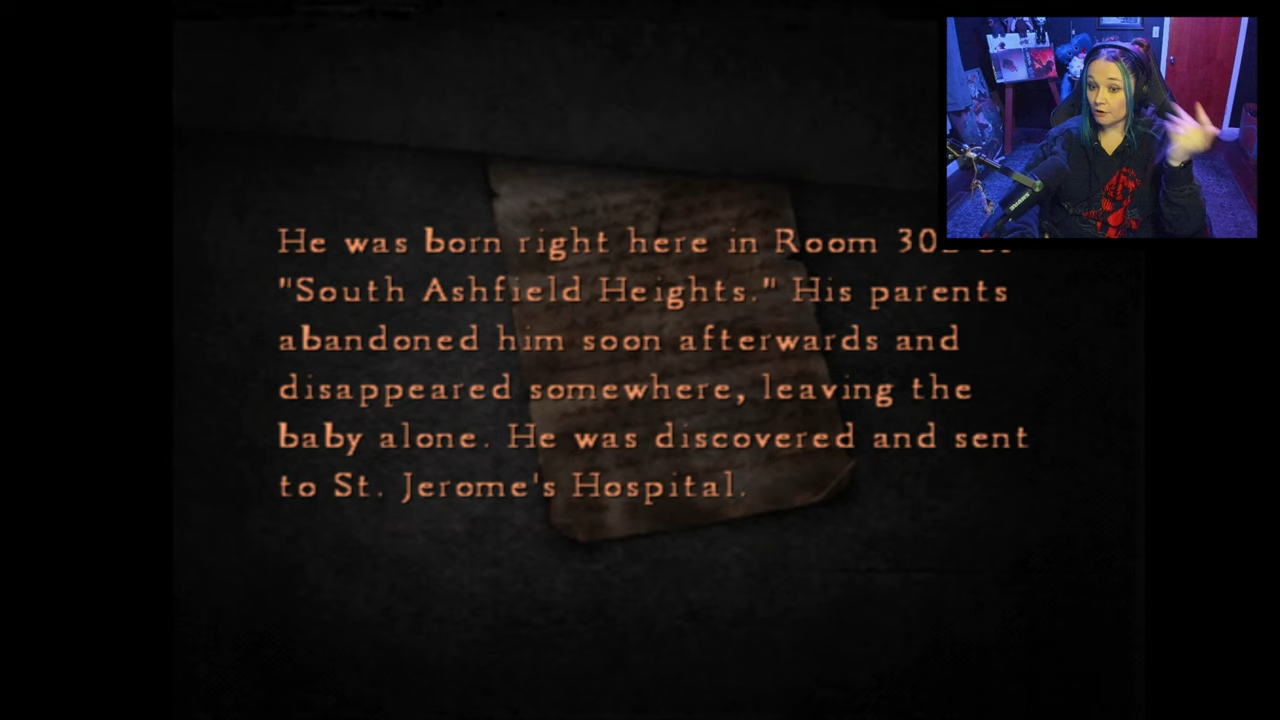 He was born right here in Room
"South Ashfield Heights." His parents
abandoned him soon afterwards and
disappeared somewhere, leaving the
baby alone. He was discovered and sent
to St. Jerome's Hospital.
SHURE